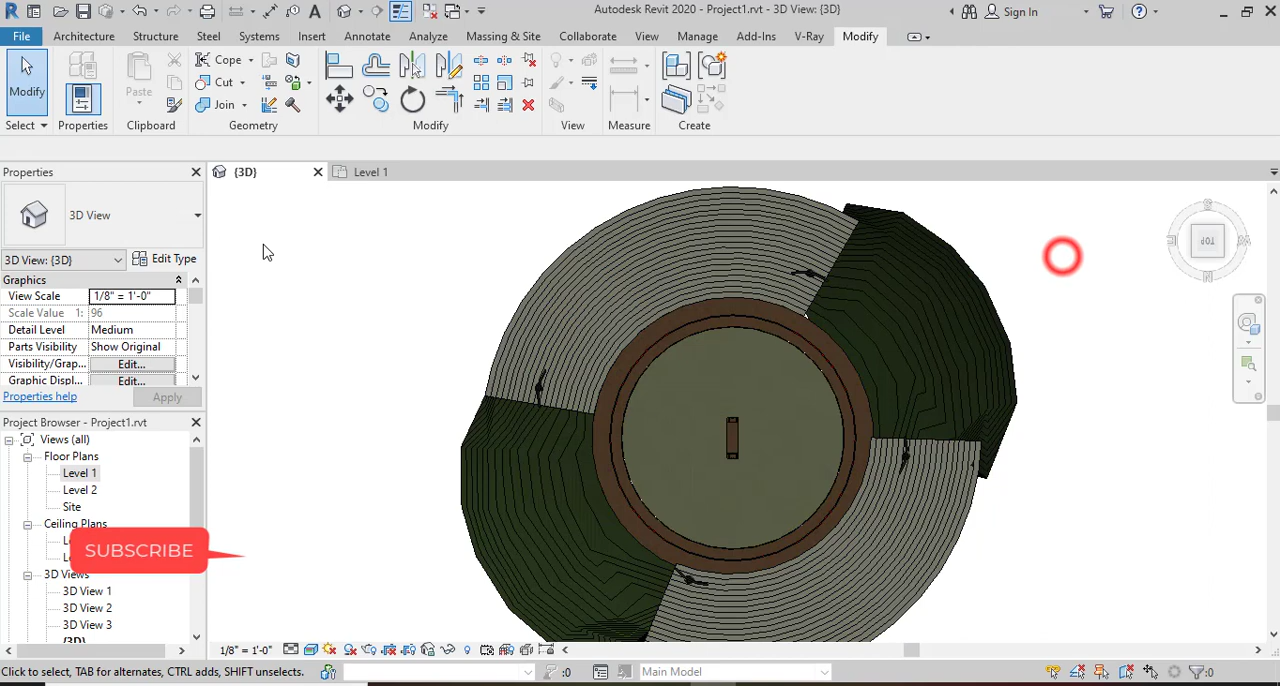 Autodesk Revit 2020 - Project1.rvt - 3D View: {3D}
Sign In
File Architecture Structure Steel Systems Insert Annotate Analyze Massing & Site Collaborate View Manage Add-Ins V-Ray Modify
Modify
Paste
Cope
Cut
Join
Select Properties Clipboard Geometry Modify View Measure Create
Properties
{3D}
Level 1
3D View
3D View: {3D}
Edit Type
Graphics
View Scale 1/8" = 1'-0"
Scale Value 1: 96
Detail Level Medium
Parts Visibility Show Original
Visibility/Grap... Edit...
Graphic Displ... Edit...
Properties help
Apply
TOP
Project Browser - Project1.rvt
Views (all)
Floor Plans
Level 1
Level 2
Site
Ceiling Plans
SUBSCRIBE
3D Views
3D View 1
3D View 2
3D View 3
{3D}
1/8" = 1'-0"
Click to select, TAB for alternates, CTRL adds, SHIFT unselects.
:0
Main Model
:0